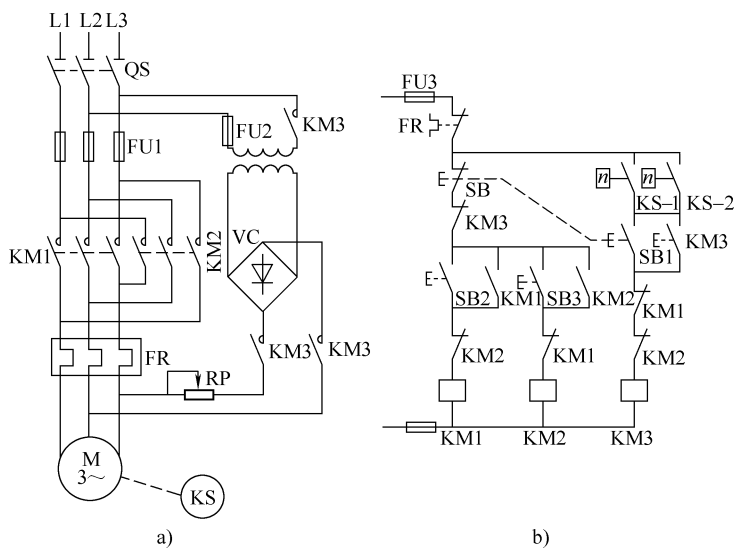 L1 L2 L3
QS
FU1
FU2
KM3
KM1
KM2
VC
FR
KM3
KM3
RP
M
3~
KS
a)
FU3
FR
SB
KM3
n
KS-1
n
KS-2
SB1
KM3
SB2
KM1
SB3
KM2
KM1
KM2
KM1
KM2
KM1
KM2
KM3
b)